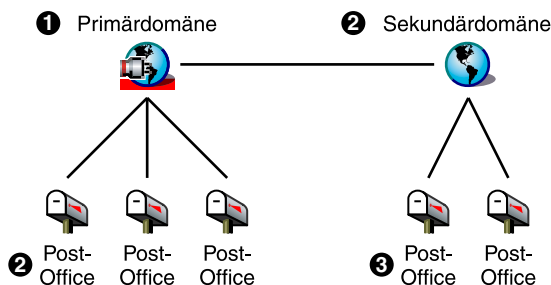 ❶ Primärdomäne
❷ Sekundärdomäne
❷ Post-Office
Post-Office
Post-Office
❸ Post-Office
Post-Office